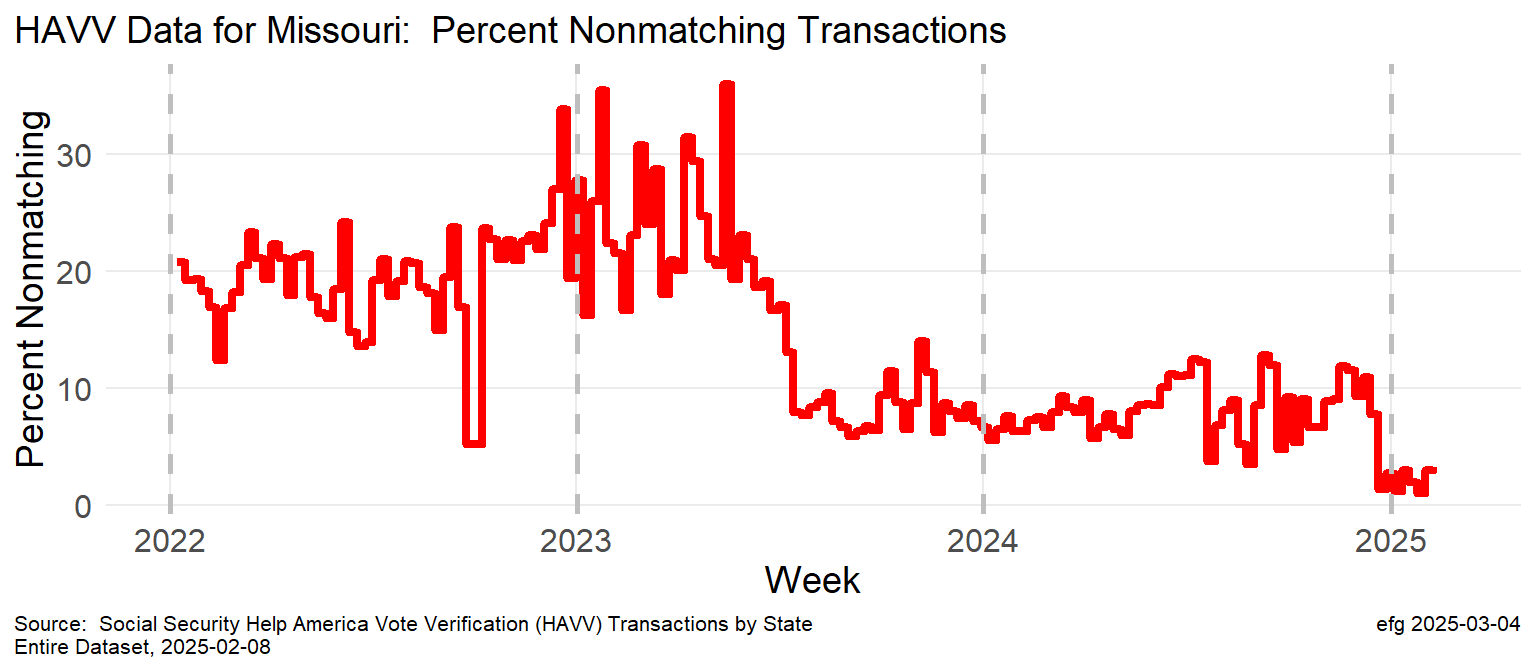 HAVV Data for Missouri:  Percent Nonmatching Transactions
Percent Nonmatching
30
20
10
0
2022
2023
2024
2025
Week
Source:  Social Security Help America Vote Verification (HAVV) Transactions by State
Entire Dataset, 2025-02-08
efg 2025-03-04